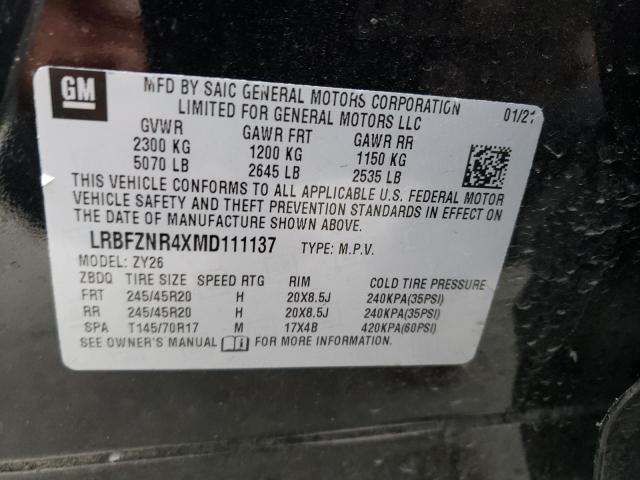 GM
MFD BY SAIC GENERAL MOTORS CORPORATION
LIMITED FOR GENERAL MOTORS LLC
01/21
GVWR GAWR FRT GAWR RR
2300 KG 1200 KG 1150 KG
5070 LB 2645 LB 2535 LB
THIS VEHICLE CONFORMS TO ALL APPLICABLE U.S. FEDERAL MOTOR
VEHICLE SAFETY AND THEFT PREVENTION STANDARDS IN EFFECT ON
THE DATE OF MANUFACTURE SHOWN ABOVE.
LRBFZNR4XMD111137 TYPE: M.P.V.
MODEL: ZY26
ZBDQ TIRE SIZE SPEED RTG RIM COLD TIRE PRESSURE
FRT 245/45R20 H 20X8.5J 240KPA(35PSI)
RR 245/45R20 H 20X8.5J 240KPA(35PSI)
SPA T145/70R17 M 17X4B 420KPA(60PSI)
SEE OWNER'S MANUAL FOR MORE INFORMATION.